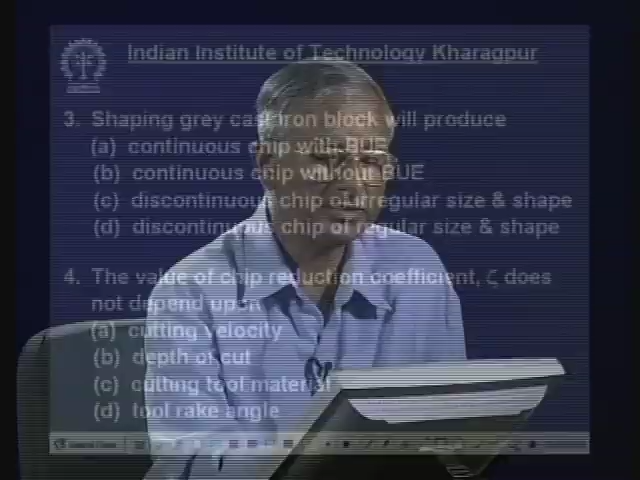 Indian Institute of Technology Kharagpur
3. Shaping grey cast iron block will produce
(a) continuous chip with BUE
(b) continuous chip without BUE
(c) discontinuous chip of irregular size & shape
(d) discontinuous chip of regular size & shape
4. The value of chip reduction coefficient, ζ does
not depend upon
(a) cutting velocity
(b) depth of cut
(c) cutting tool material
(d) tool rake angle